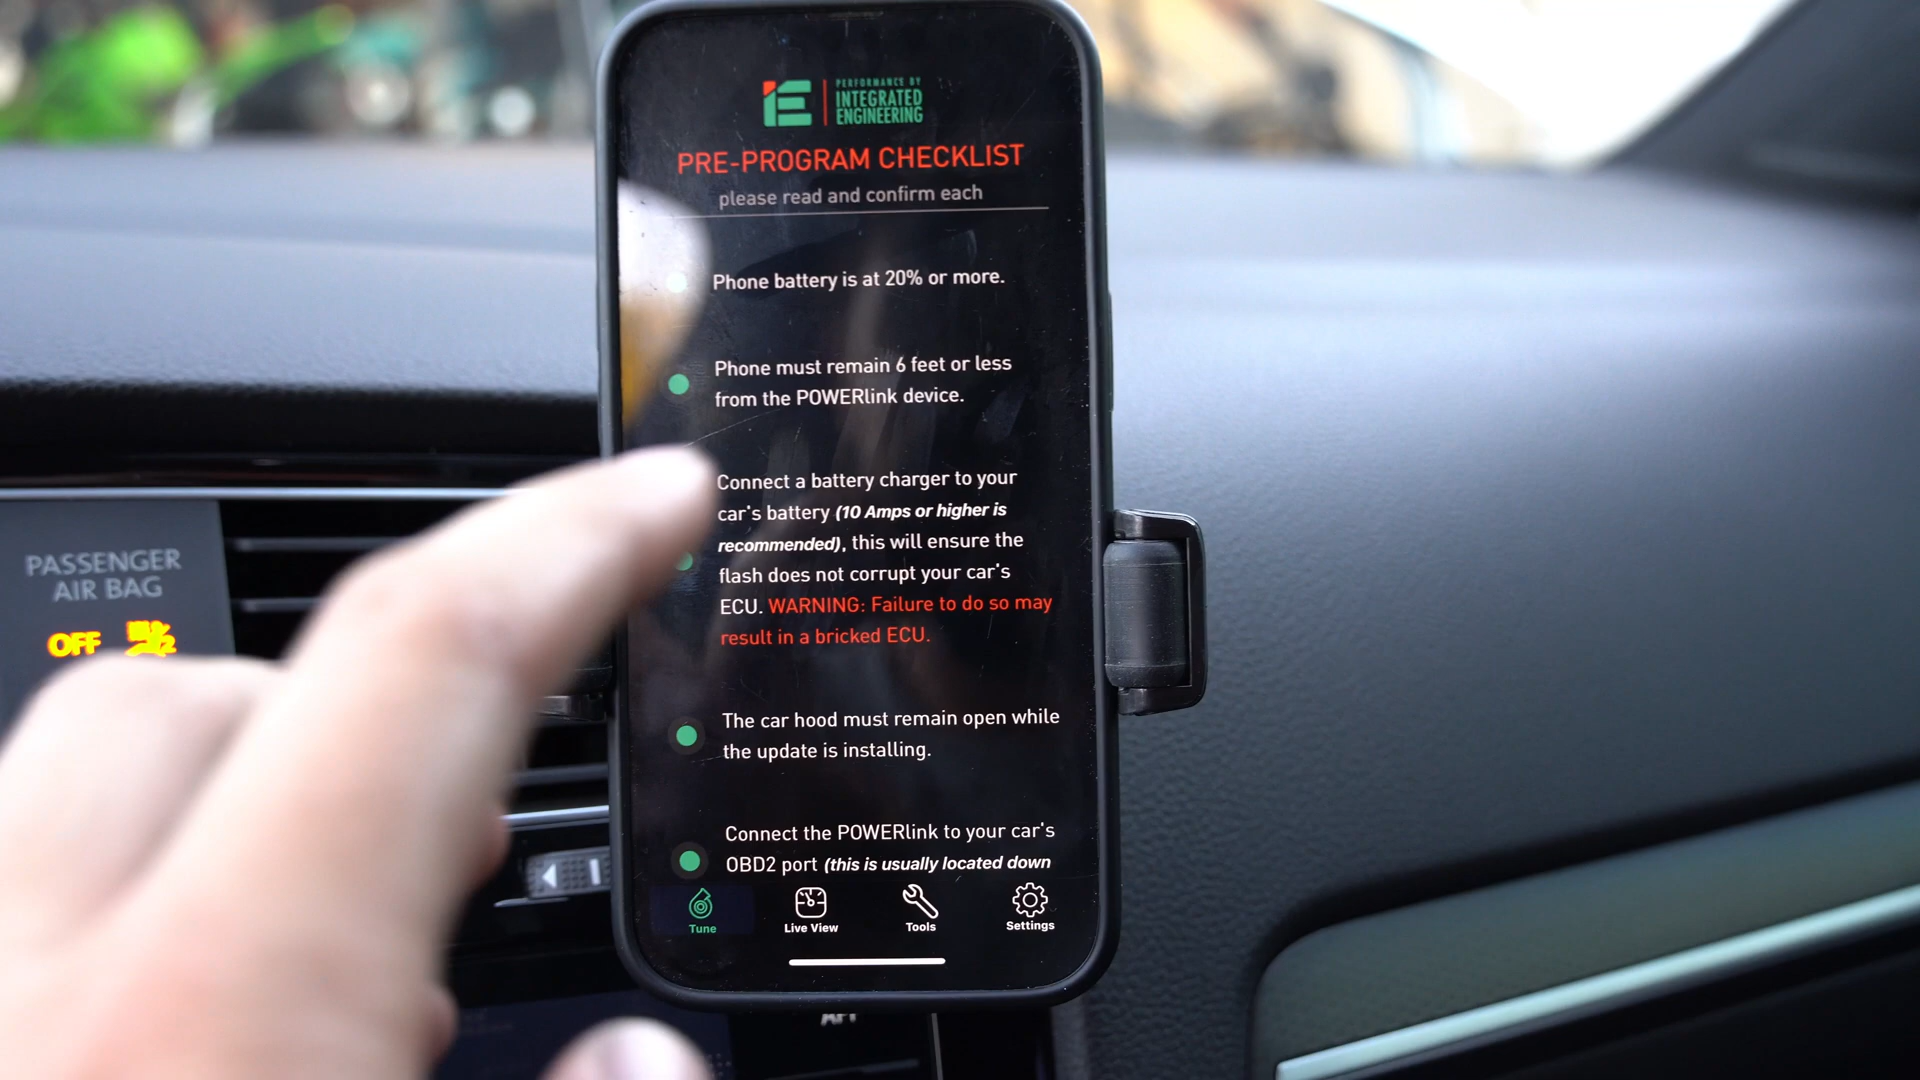 iE
PERFORMANCE BY
INTEGRATED
ENGINEERING
PRE-PROGRAM CHECKLIST
please read and confirm each
Phone battery is at 20% or more.
Phone must remain 6 feet or less
from the POWERlink device.
Connect a battery charger to your
car's battery (10 Amps or higher is
recommended), this will ensure the
flash does not corrupt your car's
ECU. WARNING: Failure to do so may
result in a bricked ECU.
The car hood must remain open while
the update is installing.
Connect the POWERlink to your car's
OBD2 port (this is usually located down
Tune
Live View
Tools
Settings
PASSENGER
AIR BAG
OFF